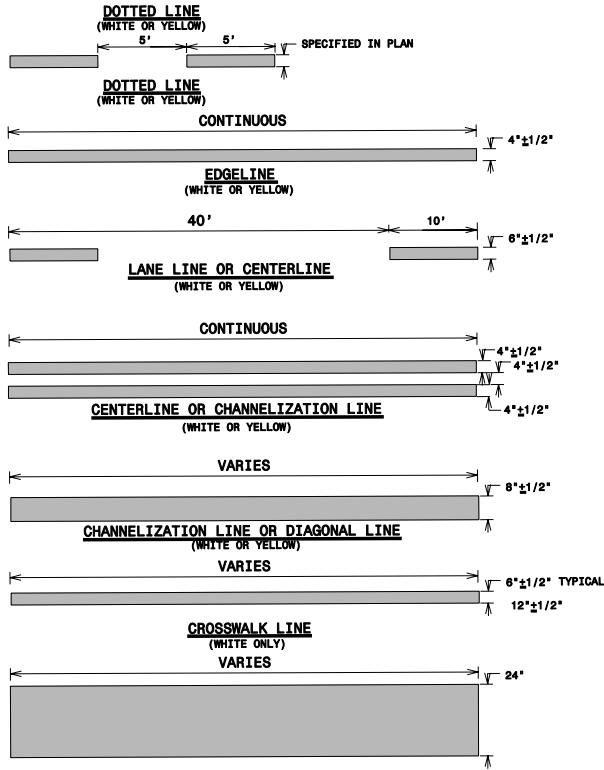 DOTTED LINE
(WHITE OR YELLOW)
5' 5'
SPECIFIED IN PLAN
DOTTED LINE
(WHITE OR YELLOW)
CONTINUOUS
4"±1/2"
EDGELINE
(WHITE OR YELLOW)
40' 10'
6"±1/2"
LANE LINE OR CENTERLINE
(WHITE OR YELLOW)
CONTINUOUS
4"±1/2"
4"±1/2"
4"±1/2"
CENTERLINE OR CHANNELIZATION LINE
(WHITE OR YELLOW)
VARIES
8"±1/2"
CHANNELIZATION LINE OR DIAGONAL LINE
(WHITE OR YELLOW)
VARIES
6"±1/2" TYPICAL
12"±1/2"
CROSSWALK LINE
(WHITE ONLY)
VARIES
24"